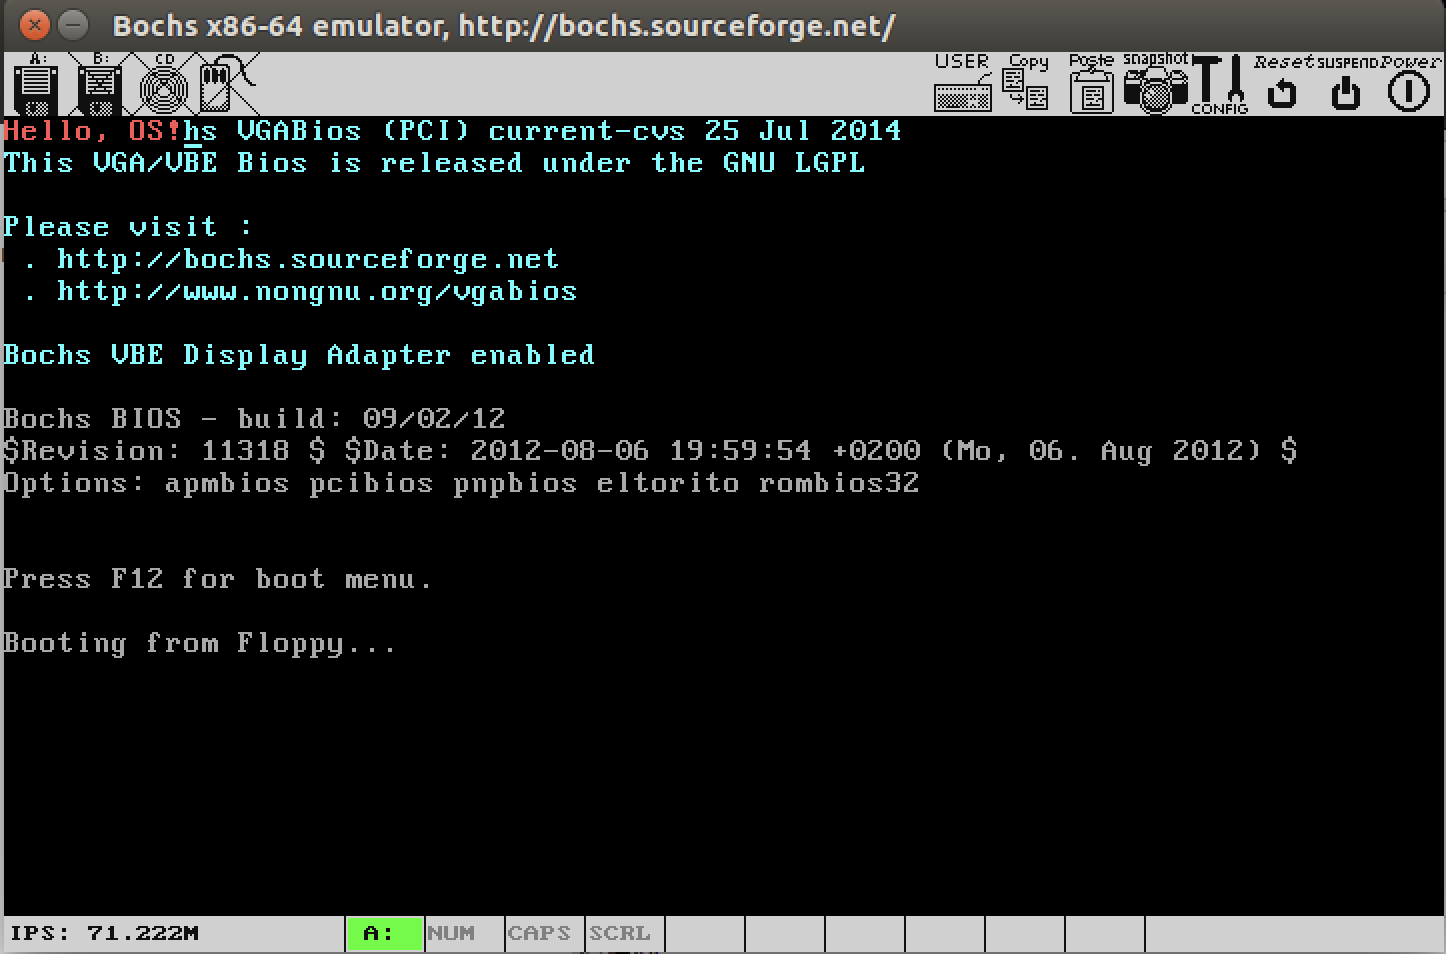 Bochs x86-64 emulator, http://bochs.sourceforge.net/
A: B: CD USER Copy Paste snapshot CONFIG Reset SUSPEND Power
Hello, OS!hs VGABios (PCI) current-cvs 25 Jul 2014
This VGA/VBE Bios is released under the GNU LGPL
Please visit :
. http://bochs.sourceforge.net
. http://www.nongnu.org/vgabios
Bochs VBE Display Adapter enabled
Bochs BIOS - build: 09/02/12
$Revision: 11318 $ $Date: 2012-08-06 19:59:54 +0200 (Mo, 06. Aug 2012) $
Options: apmbios pcibios pnpbios eltorito rombios32
Press F12 for boot menu.
Booting from Floppy...
IPS: 71.222M A: NUM CAPS SCRL